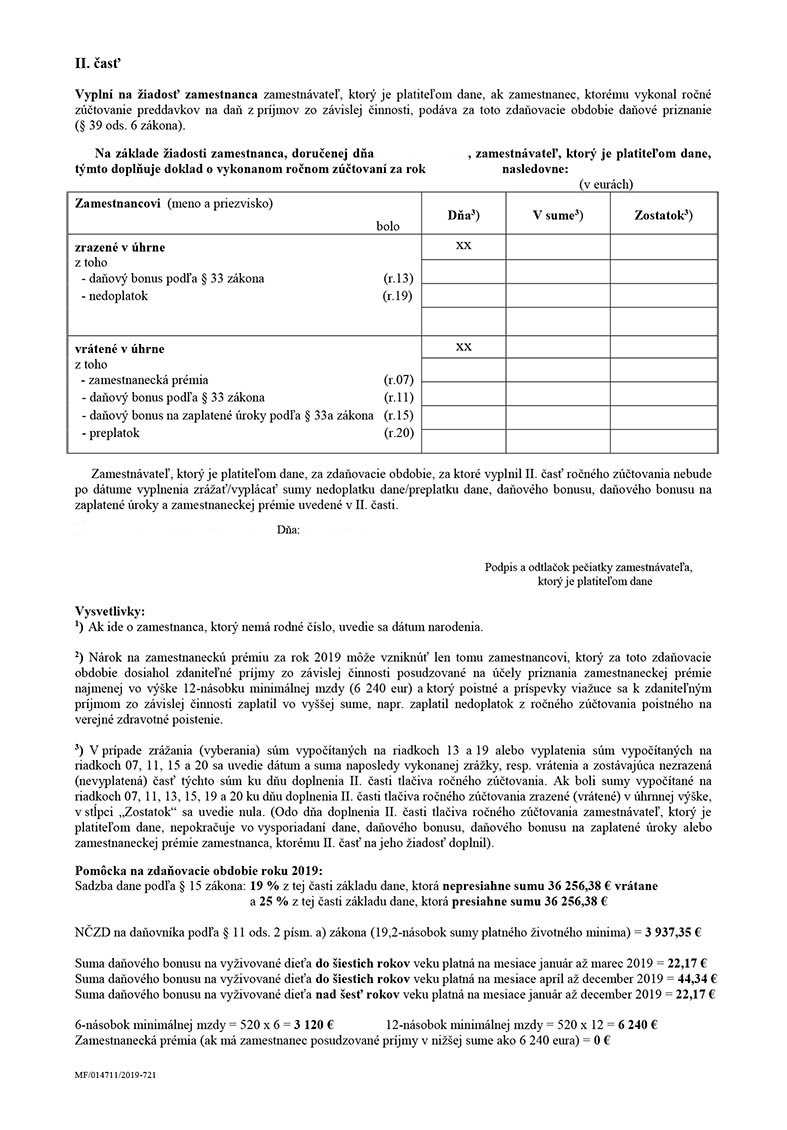 II. časť
Vyplní na žiadosť zamestnanca zamestnávateľ, ktorý je platiteľom dane, ak zamestnanec, ktorému vykonal ročné
zúčtovanie preddavkov na daň z príjmov zo závislej činnosti, podáva za toto zdaňovacie obdobie daňové priznanie
(§ 39 ods. 6 zákona).
Na základe žiadosti zamestnanca, doručenej dňa , zamestnávateľ, ktorý je platiteľom dane,
týmto doplňuje doklad o vykonanom ročnom zúčtovaní za rok nasledovne:
(v eurách)
Zamestnancovi (meno a priezvisko)
bolo
Dňa³) V sume³) Zostatok³)
zrazené v úhrne xx
z toho
- daňový bonus podľa § 33 zákona (r.13)
- nedoplatok (r.19)
vrátené v úhrne xx
z toho
- zamestnanecká prémia (r.07)
- daňový bonus podľa § 33 zákona (r.11)
- daňový bonus na zaplatené úroky podľa § 33a zákona (r.15)
- preplatok (r.20)
Zamestnávateľ, ktorý je platiteľom dane, za zdaňovacie obdobie, za ktoré vyplnil II. časť ročného zúčtovania nebude
po dátume vyplnenia zrážať/vyplácať sumy nedoplatku dane/preplatku dane, daňového bonusu, daňového bonusu na
zaplatené úroky a zamestnaneckej prémie uvedené v II. časti.
Dňa:
Podpis a odtlačok pečiatky zamestnávateľa,
ktorý je platiteľom dane
Vysvetlivky:
¹) Ak ide o zamestnanca, ktorý nemá rodné číslo, uvedie sa dátum narodenia.
²) Nárok na zamestnaneckú prémiu za rok 2019 môže vzniknúť len tomu zamestnancovi, ktorý za toto zdaňovacie
obdobie dosiahol zdaniteľné príjmy zo závislej činnosti posudzované na účely priznania zamestnaneckej prémie
najmenej vo výške 12-násobku minimálnej mzdy (6 240 eur) a ktorý poistné a príspevky viažuce sa k zdaniteľným
príjmom zo závislej činnosti zaplatil vo vyššej sume, napr. zaplatil nedoplatok z ročného zúčtovania poistného na
verejné zdravotné poistenie.
³) V prípade zrážania (vyberania) súm vypočítaných na riadkoch 13 a 19 alebo vyplatenia súm vypočítaných na
riadkoch 07, 11, 15 a 20 sa uvedie dátum a suma naposledy vykonanej zrážky, resp. vrátenia a zostávajúca nezrazená
(nevyplatená) časť týchto súm ku dňu doplnenia II. časti tlačiva ročného zúčtovania. Ak boli sumy vypočítané na
riadkoch 07, 11, 13, 15, 19 a 20 ku dňu doplnenia II. časti tlačiva ročného zúčtovania zrazené (vrátené) v úhrnnej výške,
v stĺpci „Zostatok“ sa uvedie nula. (Odo dňa doplnenia II. časti tlačiva ročného zúčtovania zamestnávateľ, ktorý je
platiteľom dane, nepokračuje vo vysporiadaní dane, daňového bonusu, daňového bonusu na zaplatené úroky alebo
zamestnaneckej prémie zamestnanca, ktorému II. časť na jeho žiadosť doplnil).
Pomôcka na zdaňovacie obdobie roku 2019:
Sadzba dane podľa § 15 zákona: 19 % z tej časti základu dane, ktorá nepresiahne sumu 36 256,38 € vrátane
a 25 % z tej časti základu dane, ktorá presiahne sumu 36 256,38 €
NČZD na daňovníka podľa § 11 ods. 2 písm. a) zákona (19,2-násobok sumy platného životného minima) = 3 937,35 €
Suma daňového bonusu na vyživované dieťa do šiestich rokov veku platná na mesiace január až marec 2019 = 22,17 €
Suma daňového bonusu na vyživované dieťa do šiestich rokov veku platná na mesiace apríl až december 2019 = 44,34 €
Suma daňového bonusu na vyživované dieťa nad šesť rokov veku platná na mesiace január až december 2019 = 22,17 €
6-násobok minimálnej mzdy = 520 x 6 = 3 120 € 12-násobok minimálnej mzdy = 520 x 12 = 6 240 €
Zamestnanecká prémia (ak má zamestnanec posudzované príjmy v nižšej sume ako 6 240 eura) = 0 €
MF/014711/2019-721